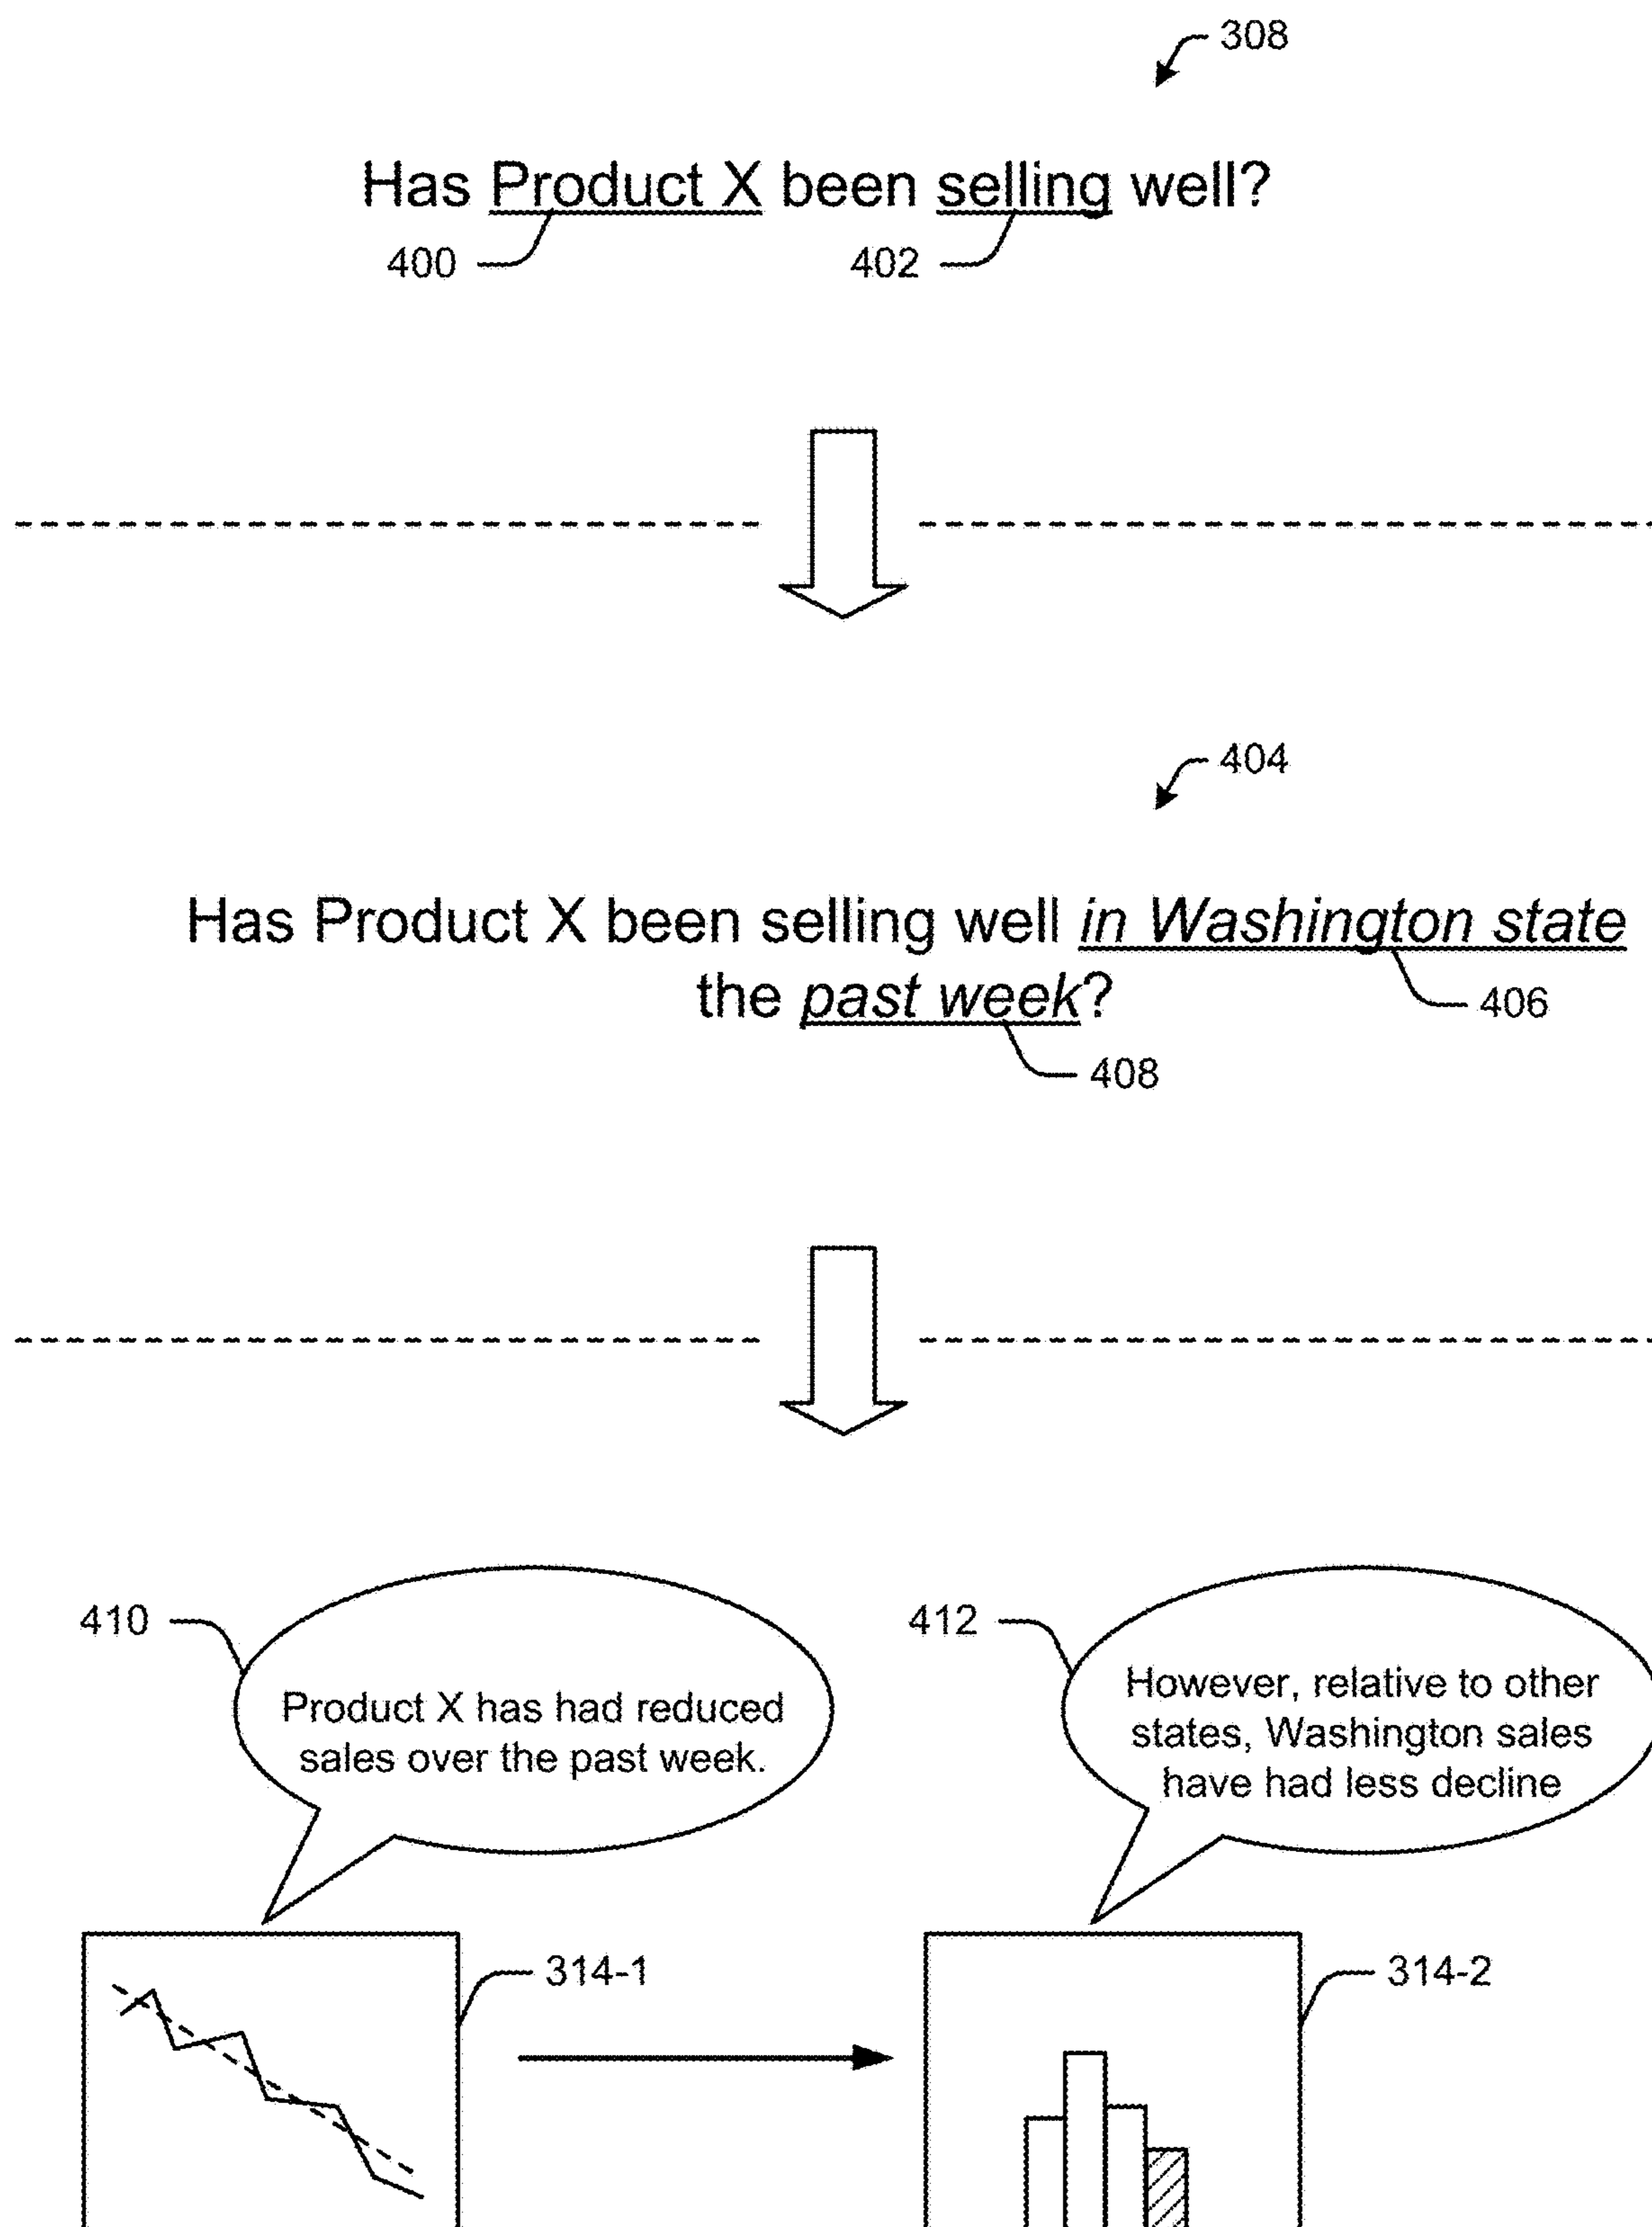 308
Has Product X been selling well?
400
402
404
Has Product X been selling well in Washington state
the past week?
406
408
410
Product X has had reduced
sales over the past week.
412
However, relative to other
states, Washington sales
have had less decline
314-1
314-2